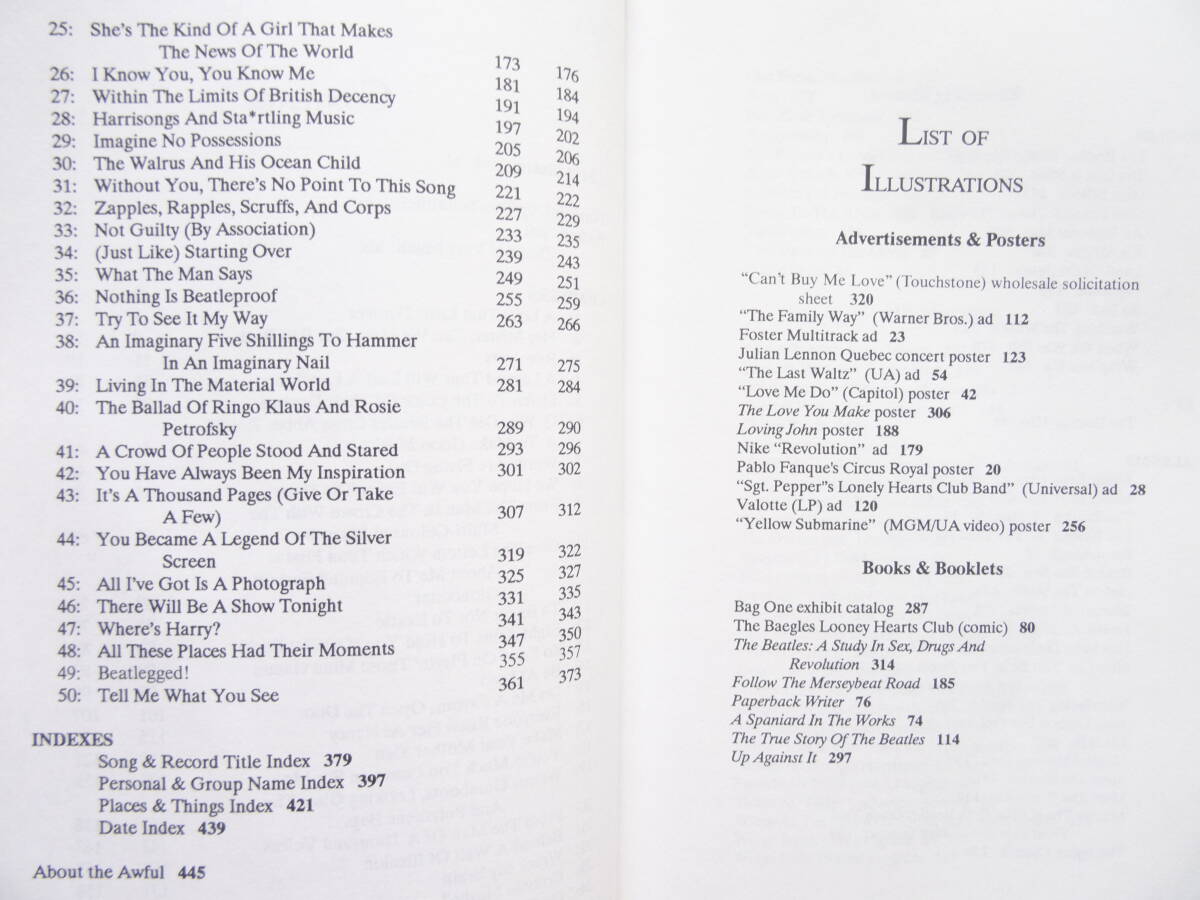 25: She's The Kind Of A Girl That Makes
The News Of The World 173 176
26: I Know You, You Know Me 181 184
27: Within The Limits Of British Decency 191 194
28: Harrisongs And Sta*rtling Music 197 202
29: Imagine No Possessions 205 206
30: The Walrus And His Ocean Child 209 214
31: Without You, There's No Point To This Song 221 222
32: Zapples, Rapples, Scruffs, And Corps 227 229
33: Not Guilty (By Association) 233 235
34: (Just Like) Starting Over 239 243
35: What The Man Says 249 251
36: Nothing Is Beatleproof 255 259
37: Try To See It My Way 263 266
38: An Imaginary Five Shillings To Hammer
In An Imaginary Nail 271 275
39: Living In The Material World 281 284
40: The Ballad Of Ringo Klaus And Rosie
Petrofsky 289 290
41: A Crowd Of People Stood And Stared 293 296
42: You Have Always Been My Inspiration 301 302
43: It's A Thousand Pages (Give Or Take
A Few) 307 312
44: You Became A Legend Of The Silver
Screen 319 322
45: All I've Got Is A Photograph 325 327
46: There Will Be A Show Tonight 331 335
47: Where's Harry? 341 343
48: All These Places Had Their Moments 347 350
49: Beatlegged! 355 357
50: Tell Me What You See 361 373
INDEXES
Song & Record Title Index 379
Personal & Group Name Index 397
Places & Things Index 421
Date Index 439
About the Awful 445
LIST OF
ILLUSTRATIONS
Advertisements & Posters
"Can't Buy Me Love" (Touchstone) wholesale solicitation
sheet 320
"The Family Way" (Warner Bros.) ad 112
Foster Multitrack ad 23
Julian Lennon Quebec concert poster 123
"The Last Waltz" (UA) ad 54
"Love Me Do" (Capitol) poster 42
The Love You Make poster 306
Loving John poster 188
Nike "Revolution" ad 179
Pablo Fanque's Circus Royal poster 20
"Sgt. Pepper"s Lonely Hearts Club Band" (Universal) ad 28
Valotte (LP) ad 120
"Yellow Submarine" (MGM/UA video) poster 256
Books & Booklets
Bag One exhibit catalog 287
The Baegles Looney Hearts Club (comic) 80
The Beatles: A Study In Sex, Drugs And
Revolution 314
Follow The Merseybeat Road 185
Paperback Writer 76
A Spaniard In The Works 74
The True Story Of The Beatles 114
Up Against It 297